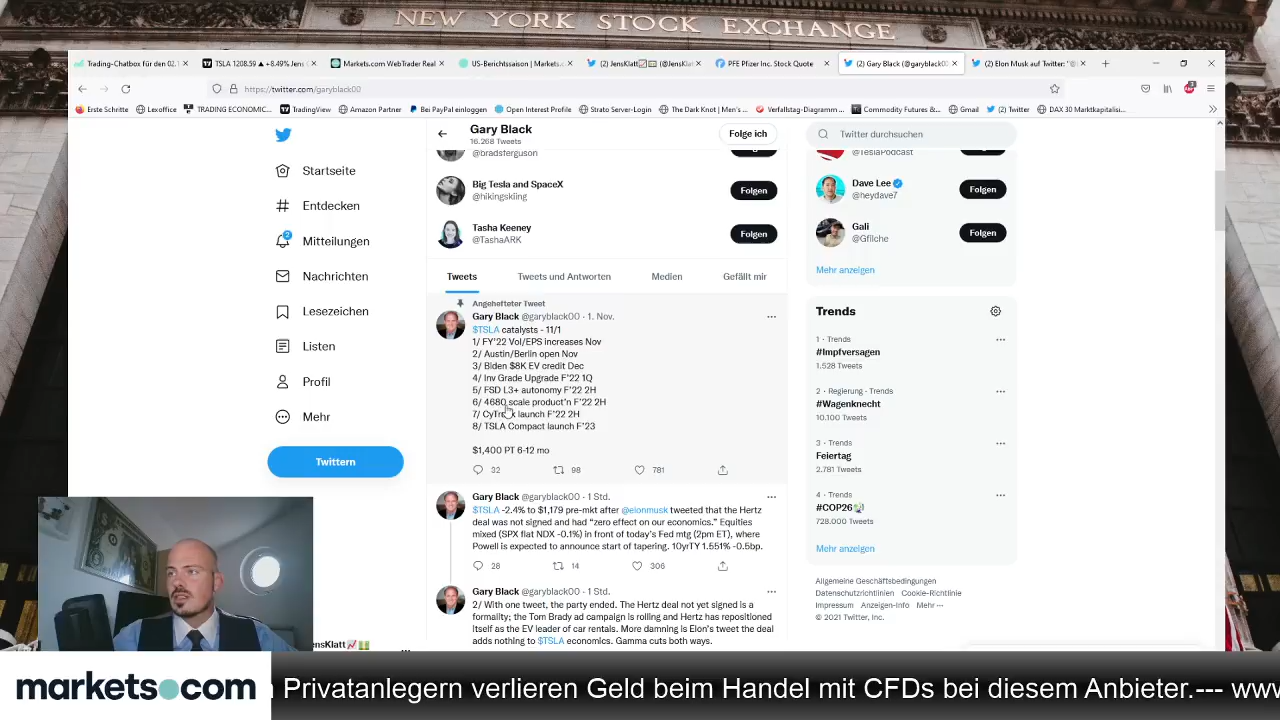 NEW YORK STOCK EXCHANGE
Trading-Chatbox für den 02.1
TSLA 1208.59 ▲ +8.49% Jens
Markets.com WebTrader Real
US-Berichtssaison | Markets.c
(2) JensKlatt📈💵 (@JensKla
PFE Pfizer Inc. Stock Quote
(2) Gary Black (@garyblack00
(2) Elon Musk auf Twitter: "@
https://twitter.com/garyblack00
Erste Schritte
Lexoffice
TRADING ECONOMIC...
TradingView
Amazon Partner
Bei PayPal einloggen
Open Interest Profile
Strato Server-Login
The Dark Knot | Men's ...
Verfallstag-Diagramm ...
Commodity Futures &...
Gmail
(2) Twitter
DAX 30 Marktkapitalisi...
Startseite
Entdecken
2
Mitteilungen
Nachrichten
Lesezeichen
Listen
Profil
Mehr
Twittern
Gary Black
16.268 Tweets
Folge ich
@bradsferguson
Big Tesla and SpaceX
@hikingskiing
Folgen
Tasha Keeney
@TashaARK
Folgen
Tweets
Tweets und Antworten
Medien
Gefällt mir
Angehefteter Tweet
Gary Black @garyblack00 · 1. Nov.
$TSLA catalysts - 11/1
1/ FY'22 Vol/EPS increases Nov
2/ Austin/Berlin open Nov
3/ Biden $8K EV credit Dec
4/ Inv Grade Upgrade F'22 1Q
5/ FSD L3+ autonomy F'22 2H
6/ 4680 scale product'n F'22 2H
7/ CyTruck launch F'22 2H
8/ TSLA Compact launch F'23
$1,400 PT 6-12 mo
32 98 781
Gary Black @garyblack00 · 1 Std.
$TSLA -2.4% to $1,179 pre-mkt after @elonmusk tweeted that the Hertz
deal was not signed and had “zero effect on our economics.” Equities
mixed (SPX flat NDX -0.1%) in front of today’s Fed mtg (2pm ET), where
Powell is expected to announce start of tapering. 10yrTY 1.551% -0.5bp.
28 14 306
Gary Black @garyblack00 · 1 Std.
2/ With one tweet, the party ended. The Hertz deal not yet signed is a
formality; the Tom Brady ad campaign is rolling and Hertz has repositioned
itself as the EV leader of car rentals. More damning is Elon’s tweet the deal
adds nothing to $TSLA economics. Gamma cuts both ways.
Twitter durchsuchen
@TeslaPodcast
Dave Lee
@heydave7
Folgen
Gali
@Gfilche
Folgen
Mehr anzeigen
Trends
1 · Trends
#Impfversagen
1.528 Tweets
2 · Regierung · Trends
#Wagenknecht
10.100 Tweets
3 · Trends
Feiertag
2.781 Tweets
4 · Trends
#COP26
728.000 Tweets
Mehr anzeigen
Allgemeine Geschäftsbedingungen
Datenschutzrichtlinien Cookie-Richtlinie
Impressum Anzeigen-Info Mehr ···
© 2021 Twitter, Inc.
JensKlatt📈💵
markets.com
n Privatanlegern verlieren Geld beim Handel mit CFDs bei diesem Anbieter.--- www